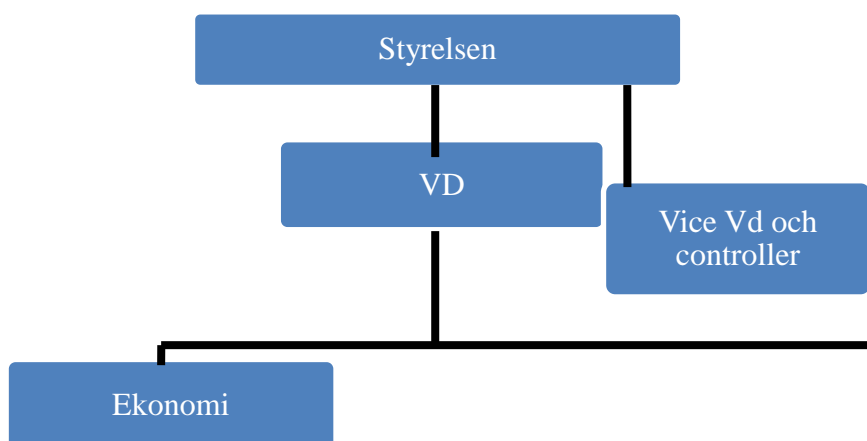 Styrelsen
VD
Vice Vd och
controller
Ekonomi